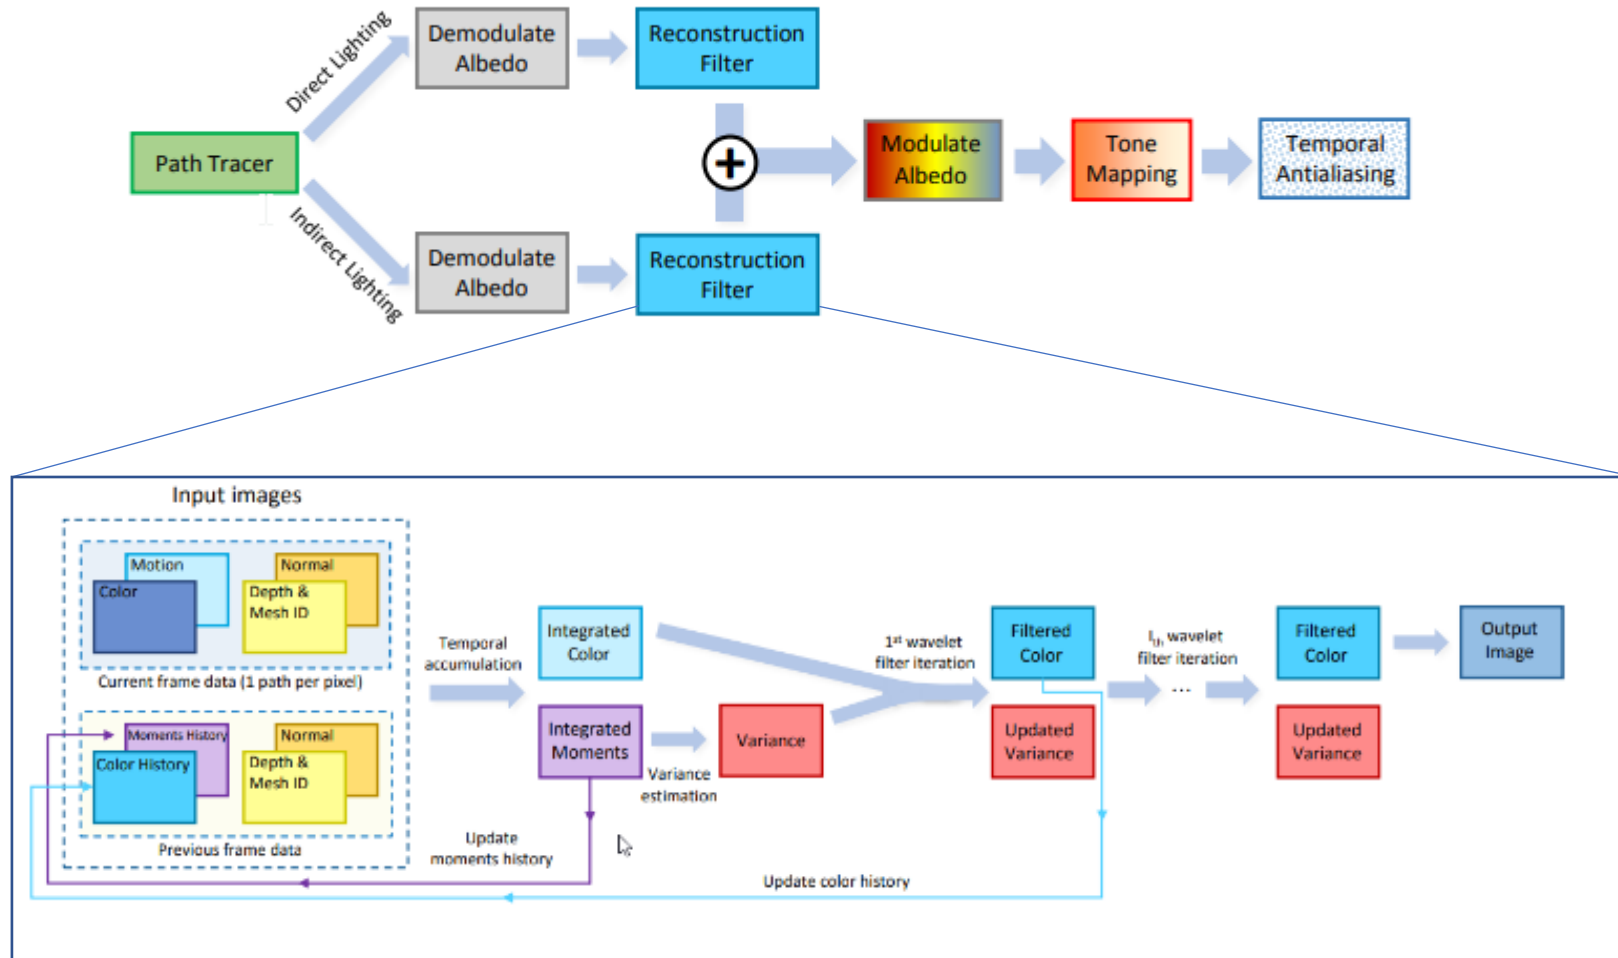 Direct Lighting
Demodulate
Albedo
Reconstruction
Filter
Path Tracer
+
Modulate
Albedo
Tone
Mapping
Temporal
Antialiasing
Indirect Lighting
Demodulate
Albedo
Reconstruction
Filter
Input images
Motion
Normal
Color
Depth &
Mesh ID
Current frame data (1 path per pixel)
Moments History
Normal
Color History
Depth &
Mesh ID
Previous frame data
Temporal
accumulation
Integrated
Color
Integrated
Moments
Variance
estimation
Variance
Update
moments history
Update color history
1st wavelet
filter iteration
Filtered
Color
Updated
Variance
Ith wavelet
filter iteration
...
Filtered
Color
Updated
Variance
Output
Image